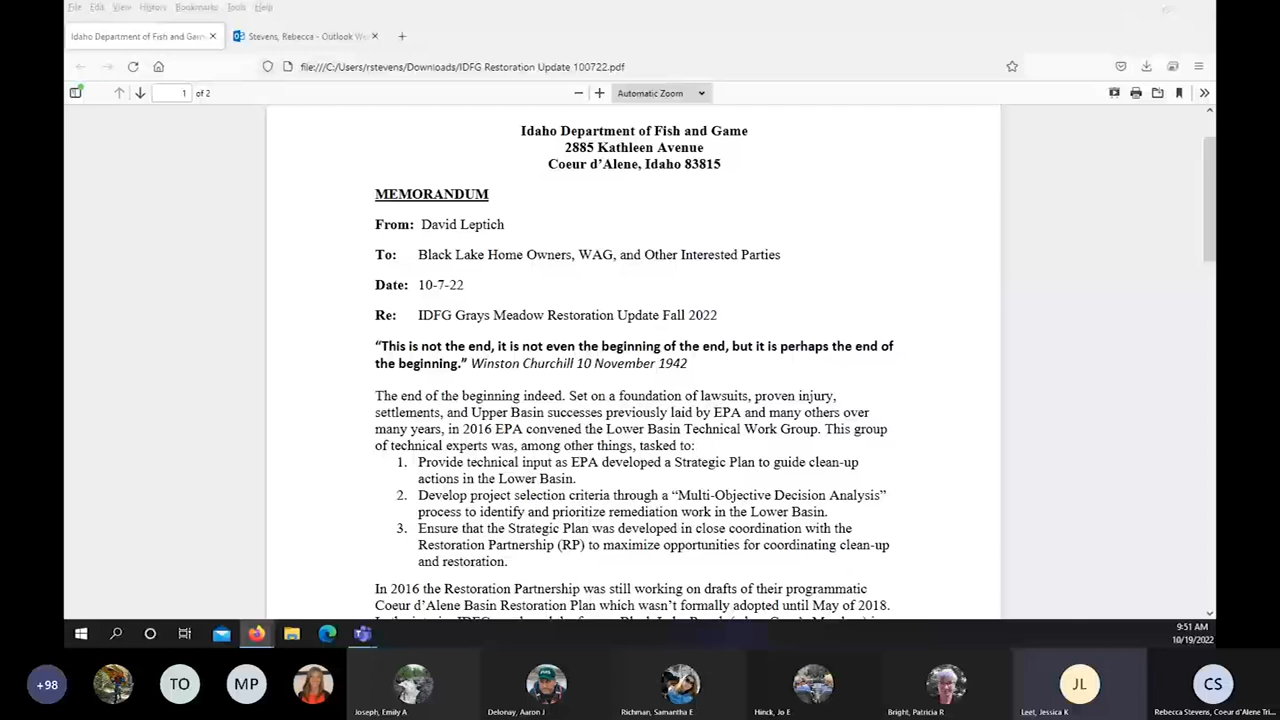 File Edit View History Bookmarks Tools Help
Idaho Department of Fish and Gam
Stevens, Rebecca - Outlook We
file:///C:/Users/rstevens/Downloads/IDFG Restoration Update 100722.pdf
1 of 2
Automatic Zoom
Idaho Department of Fish and Game
2885 Kathleen Avenue
Coeur d'Alene, Idaho 83815
MEMORANDUM
From: David Leptich
To: Black Lake Home Owners, WAG, and Other Interested Parties
Date: 10-7-22
Re: IDFG Grays Meadow Restoration Update Fall 2022
“This is not the end, it is not even the beginning of the end, but it is perhaps the end of
the beginning.” Winston Churchill 10 November 1942
The end of the beginning indeed. Set on a foundation of lawsuits, proven injury,
settlements, and Upper Basin successes previously laid by EPA and many others over
many years, in 2016 EPA convened the Lower Basin Technical Work Group. This group
of technical experts was, among other things, tasked to:
1. Provide technical input as EPA developed a Strategic Plan to guide clean-up
actions in the Lower Basin.
2. Develop project selection criteria through a “Multi-Objective Decision Analysis”
process to identify and prioritize remediation work in the Lower Basin.
3. Ensure that the Strategic Plan was developed in close coordination with the
Restoration Partnership (RP) to maximize opportunities for coordinating clean-up
and restoration.
In 2016 the Restoration Partnership was still working on drafts of their programmatic
Coeur d'Alene Basin Restoration Plan which wasn't formally adopted until May of 2018.
9:51 AM
10/19/2022
+98
TO
MP
JL
CS
Joseph, Emily A
Delonay, Aaron J
Richman, Samantha E
Hinck, Jo E
Bright, Patricia R
Leet, Jessica K
Rebecca Stevens, Coeur d'Alene Tri...